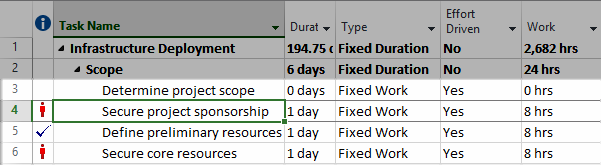 Task Name Durat Type Effort Driven Work
1 Infrastructure Deployment 194.75 d Fixed Duration No 2,682 hrs
2 Scope 6 days Fixed Duration No 24 hrs
3 Determine project scope 0 days Fixed Work Yes 0 hrs
4 Secure project sponsorship 1 day Fixed Work Yes 8 hrs
5 Define preliminary resources 1 day Fixed Work Yes 8 hrs
6 Secure core resources 1 day Fixed Work Yes 8 hrs